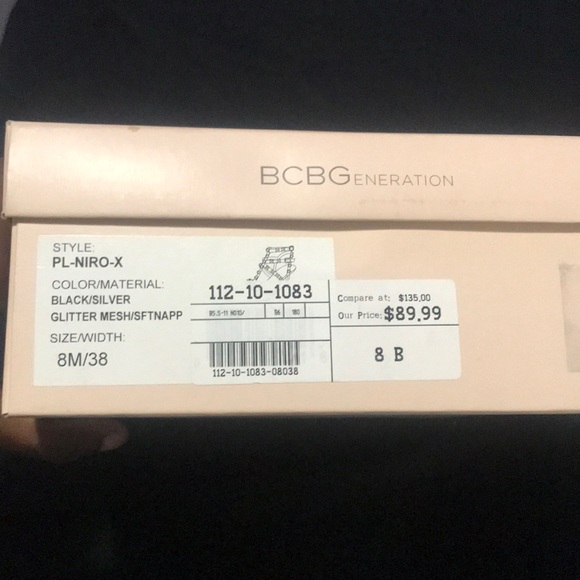 BCBGENERATION
STYLE:
PL-NIRO-X
COLOR/MATERIAL:
BLACK/SILVER
GLITTER MESH/SFTNAPP
SIZE/WIDTH:
8M/38
112-10-1083
112-10-1083-08038
Compare at: $135.00
Our Price: $89.99
8 B